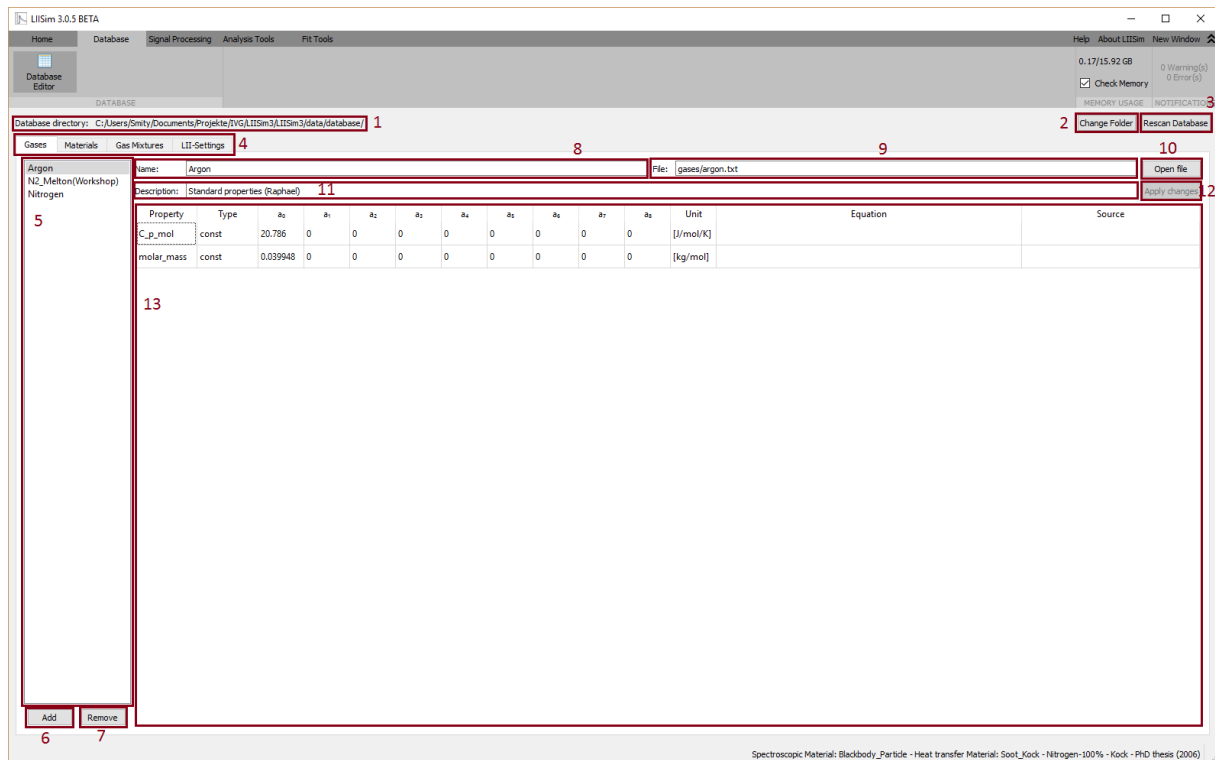 LIISim 3.0.5 BETA
Home Database Signal Processing Analysis Tools Fit Tools Help About LIISim New Window
Database
Editor
0.17/15.92 GB
Check Memory
0 Warning(s)
0 Error(s)
DATABASE MEMORY USAGE NOTIFICATION 3
Database directory: C:/Users/Smity/Documents/Projekte/IVG/LIISim3/LIISim3/data/database/ 1 2 Change Folder Rescan Database
Gases Materials Gas Mixtures LII-Settings 4 8 9 10
Argon
N2_Melton(Workshop)
Nitrogen
5
Name: Argon File: gases/argon.txt Open file
Description: Standard properties (Raphael) 11 Apply changes 12
Property Type a₀ a₁ a₂ a₃ a₄ a₅ a₆ a₇ a₈ Unit Equation Source
C_p_mol const 20.786 0 0 0 0 0 0 0 0 [J/mol/K]
molar_mass const 0.039948 0 0 0 0 0 0 0 0 [kg/mol]
13
Add Remove
6 7
Spectroscopic Material: Blackbody_Particle - Heat transfer Material: Soot_Kock - Nitrogen-100% - Kock - PhD thesis (2006)